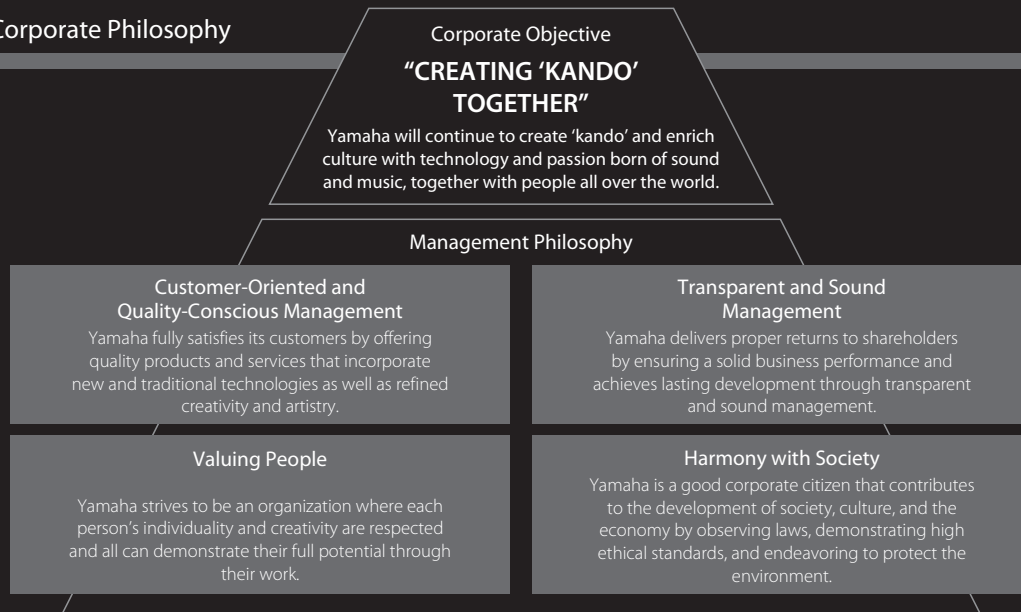 Corporate Philosophy
Corporate Objective
“CREATING ‘KANDO’
TOGETHER”
Yamaha will continue to create ‘kando’ and enrich
culture with technology and passion born of sound
and music, together with people all over the world.
Management Philosophy
Customer-Oriented and
Quality-Conscious Management
Yamaha fully satisfies its customers by offering
quality products and services that incorporate
new and traditional technologies as well as refined
creativity and artistry.
Transparent and Sound
Management
Yamaha delivers proper returns to shareholders
by ensuring a solid business performance and
achieves lasting development through transparent
and sound management.
Valuing People
Yamaha strives to be an organization where each
person’s individuality and creativity are respected
and all can demonstrate their full potential through
their work.
Harmony with Society
Yamaha is a good corporate citizen that contributes
to the development of society, culture, and the
economy by observing laws, demonstrating high
ethical standards, and endeavoring to protect the
environment.